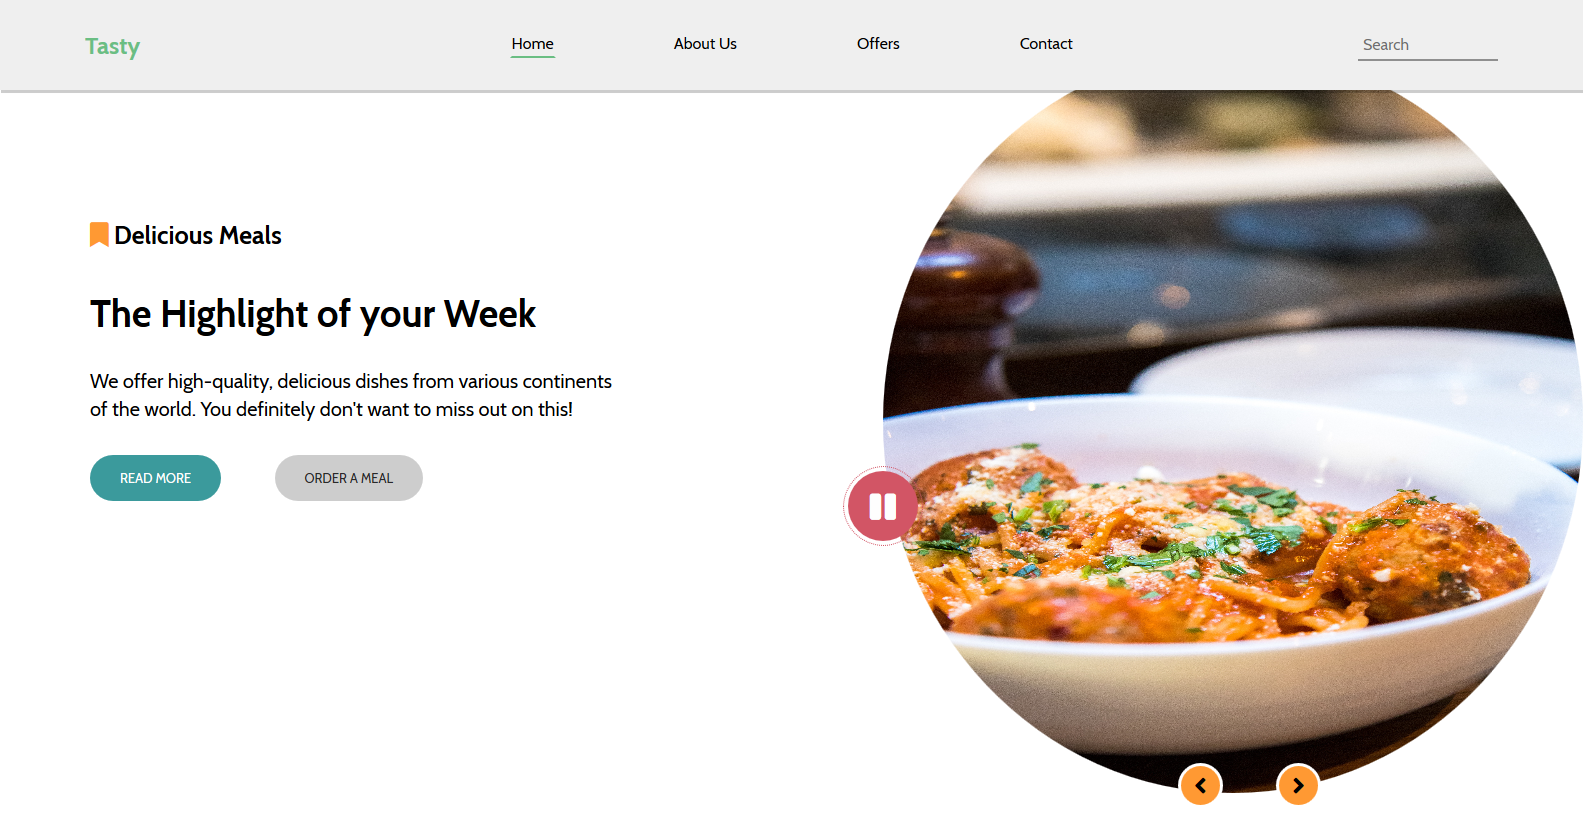 Tasty
Home
About Us
Offers
Contact
Search
Delicious Meals
The Highlight of your Week
We offer high-quality, delicious dishes from various continents
of the world. You definitely don't want to miss out on this!
READ MORE
ORDER A MEAL